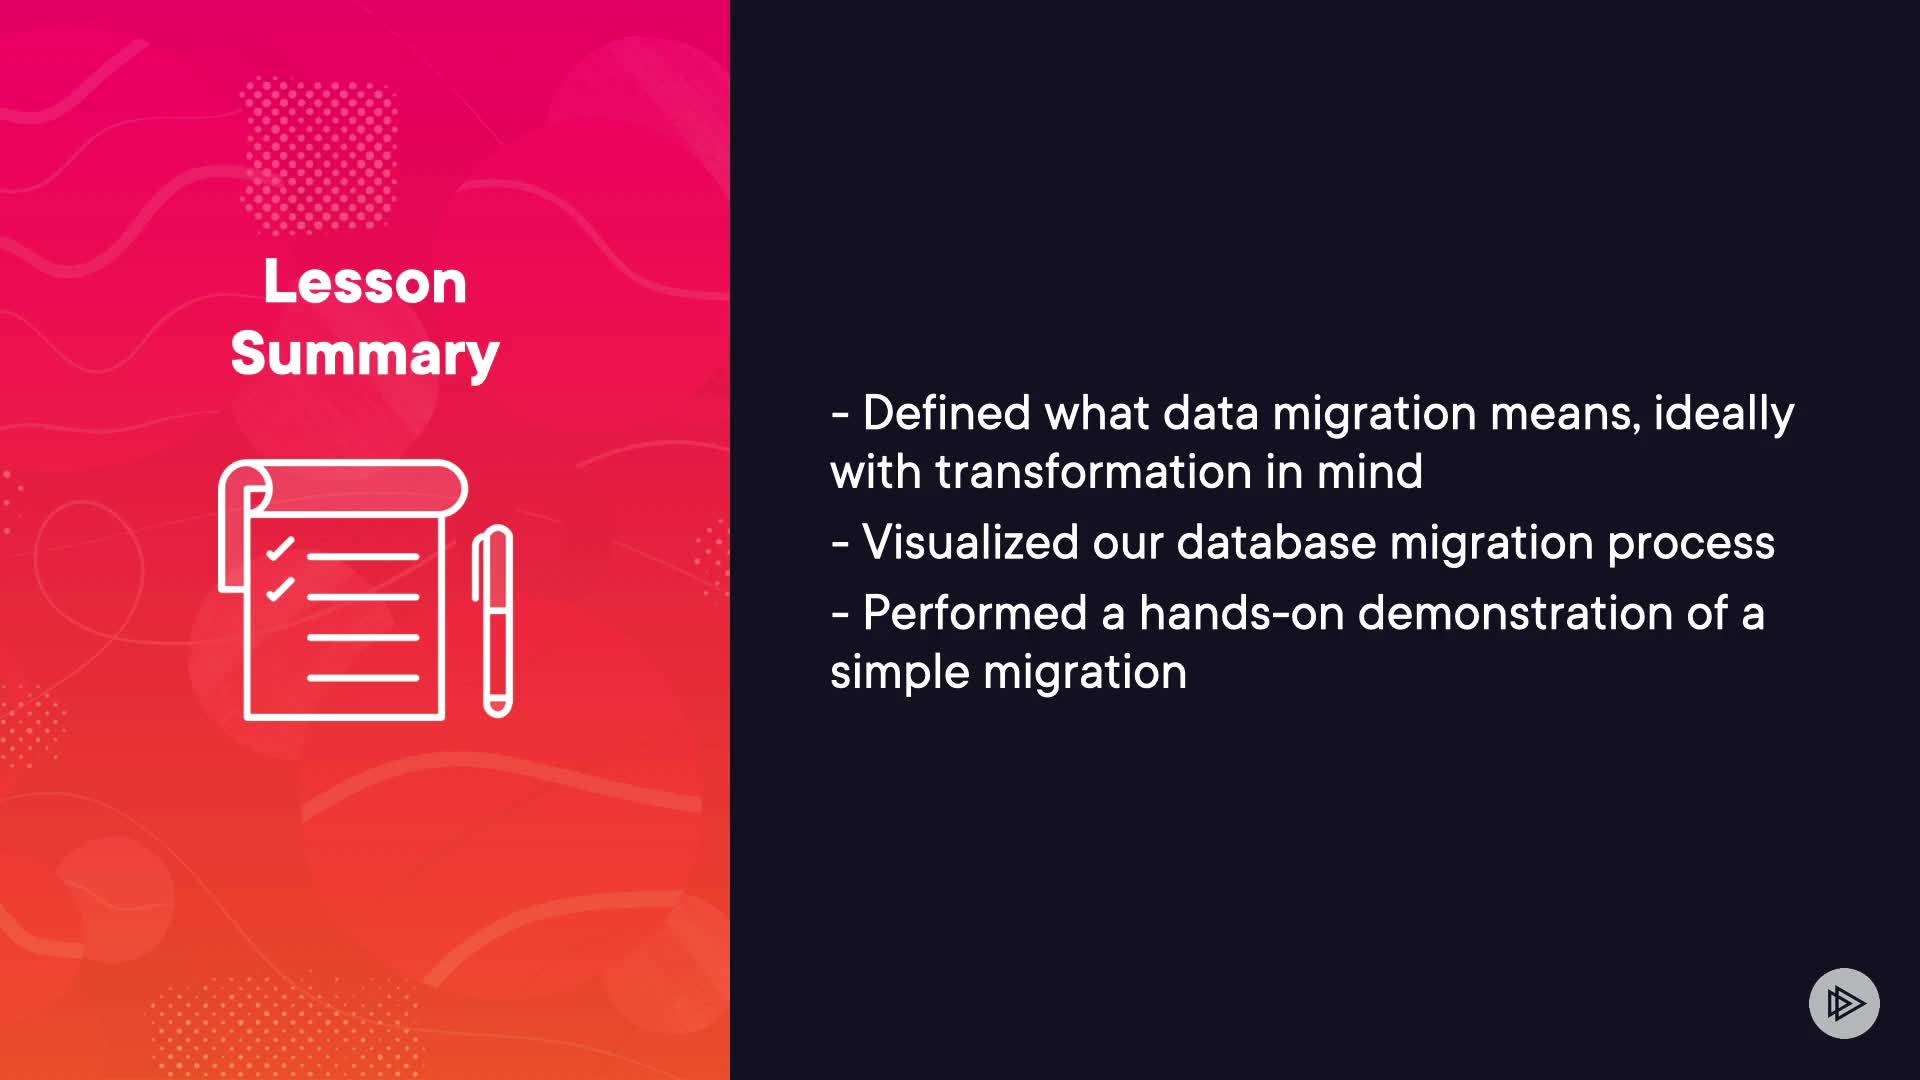 Lesson
Summary
- Defined what data migration means, ideally
with transformation in mind
- Visualized our database migration process
- Performed a hands-on demonstration of a
simple migration